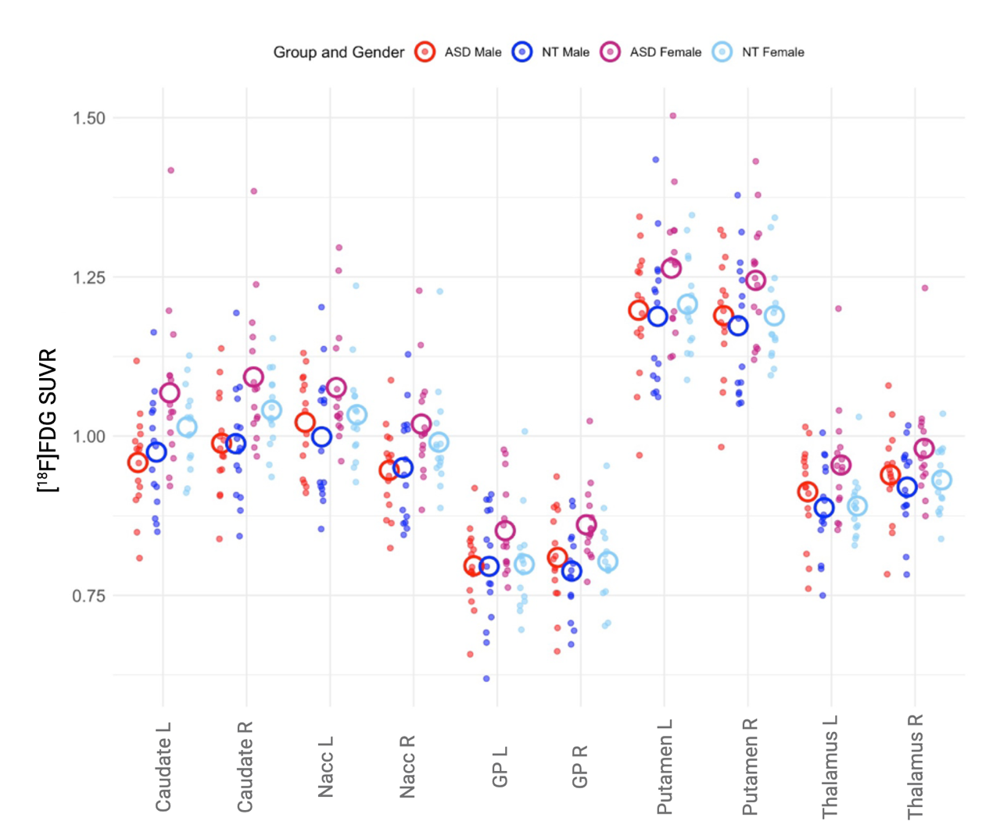 Group and Gender ASD Male NT Male ASD Female NT Female
1.50
1.25
1.00
0.75
[¹⁸F]FDG SUVR
Caudate L
Caudate R
Nacc L
Nacc R
GP L
GP R
Putamen L
Putamen R
Thalamus L
Thalamus R